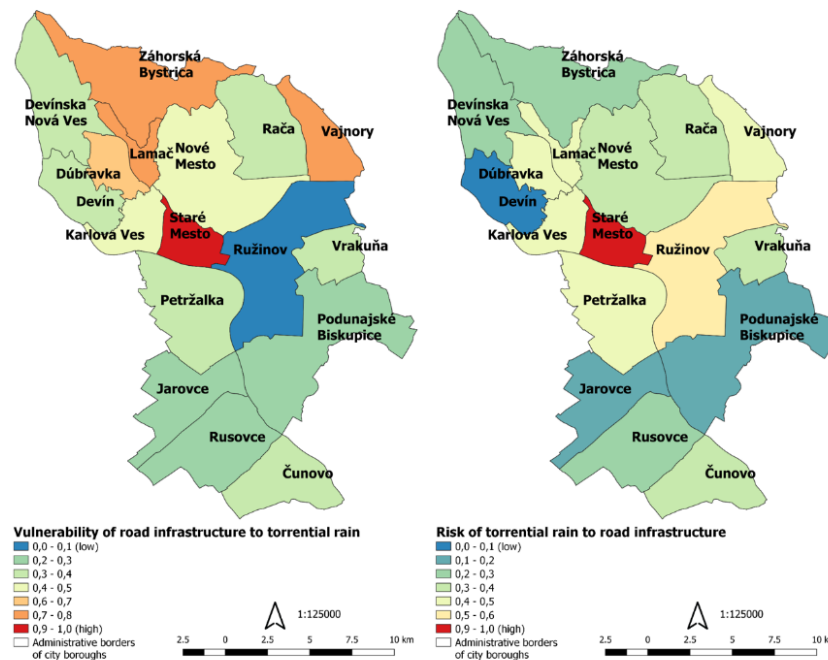 Záhorská
Bystrica
Devínska
Nová Ves
Lamač
Nové
Mesto
Rača
Vajnory
Dúbravka
Devín
Karlová Ves
Staré
Mesto
Ružinov
Vrakuňa
Petržalka
Podunajské
Biskupice
Jarovce
Rusovce
Čunovo
Vulnerability of road infrastructure to torrential rain
0,0 - 0,1 (low)
0,2 - 0,3
0,3 - 0,4
0,4 - 0,5
0,6 - 0,7
0,7 - 0,8
0,9 - 1,0 (high)
Administrative borders
of city boroughs
1:125000
2.5 0 2.5 5 7.5 10 km
Záhorská
Bystrica
Devínska
Nová Ves
Lamač
Nové
Mesto
Rača
Vajnory
Dúbravka
Devín
Karlová Ves
Staré
Mesto
Ružinov
Vrakuňa
Petržalka
Podunajské
Biskupice
Jarovce
Rusovce
Čunovo
Risk of torrential rain to road infrastructure
0,0 - 0,1 (low)
0,1 - 0,2
0,2 - 0,3
0,3 - 0,4
0,4 - 0,5
0,5 - 0,6
0,9 - 1,0 (high)
Administrative borders
of city boroughs
1:125000
2.5 0 2.5 5 7.5 10 km